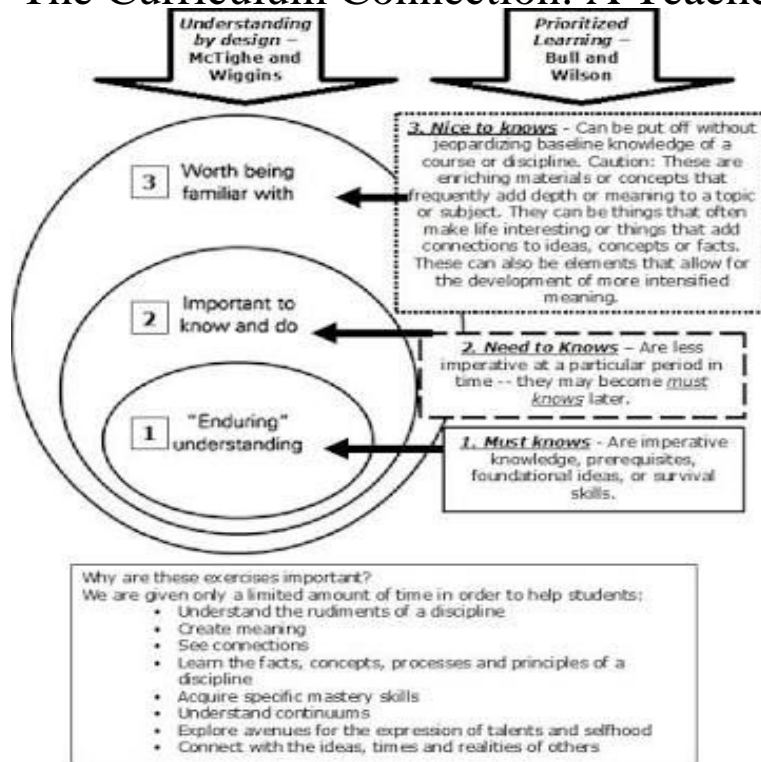 The Curriculum Connection: A Teache
Understanding
by design –
McTighe and
Wiggins
Prioritized
Learning –
Bull and
Wilson
3 Worth being
familiar with
2 Important to
know and do
1 "Enduring"
understanding
3. Nice to knows - Can be put off without
jeopardizing baseline knowledge of
a course or discipline. Caution: These are
enriching materials or concepts that
frequently add depth or meaning to a topic
or subject. They can be things that often
make life interesting or things that add
connections to ideas, concepts or facts.
These can also be elements that allow for
the development of more intensified
meaning.
2. Need to Knows – Are less
imperative at a particular period in
time -- they may become must
knows later.
1. Must knows - Are imperative
knowledge, prerequisites,
foundational ideas, or survival
skills.
Why are these exercises important?
We are given only a limited amount of time in order to help students:
• Understand the rudiments of a discipline
• Create meaning
• See connections
• Learn the facts, concepts, processes and principles of a
discipline
• Acquire specific mastery skills
• Understand continuums
• Explore avenues for the expression of talents and selfhood
• Connect with the ideas, times and realities of others